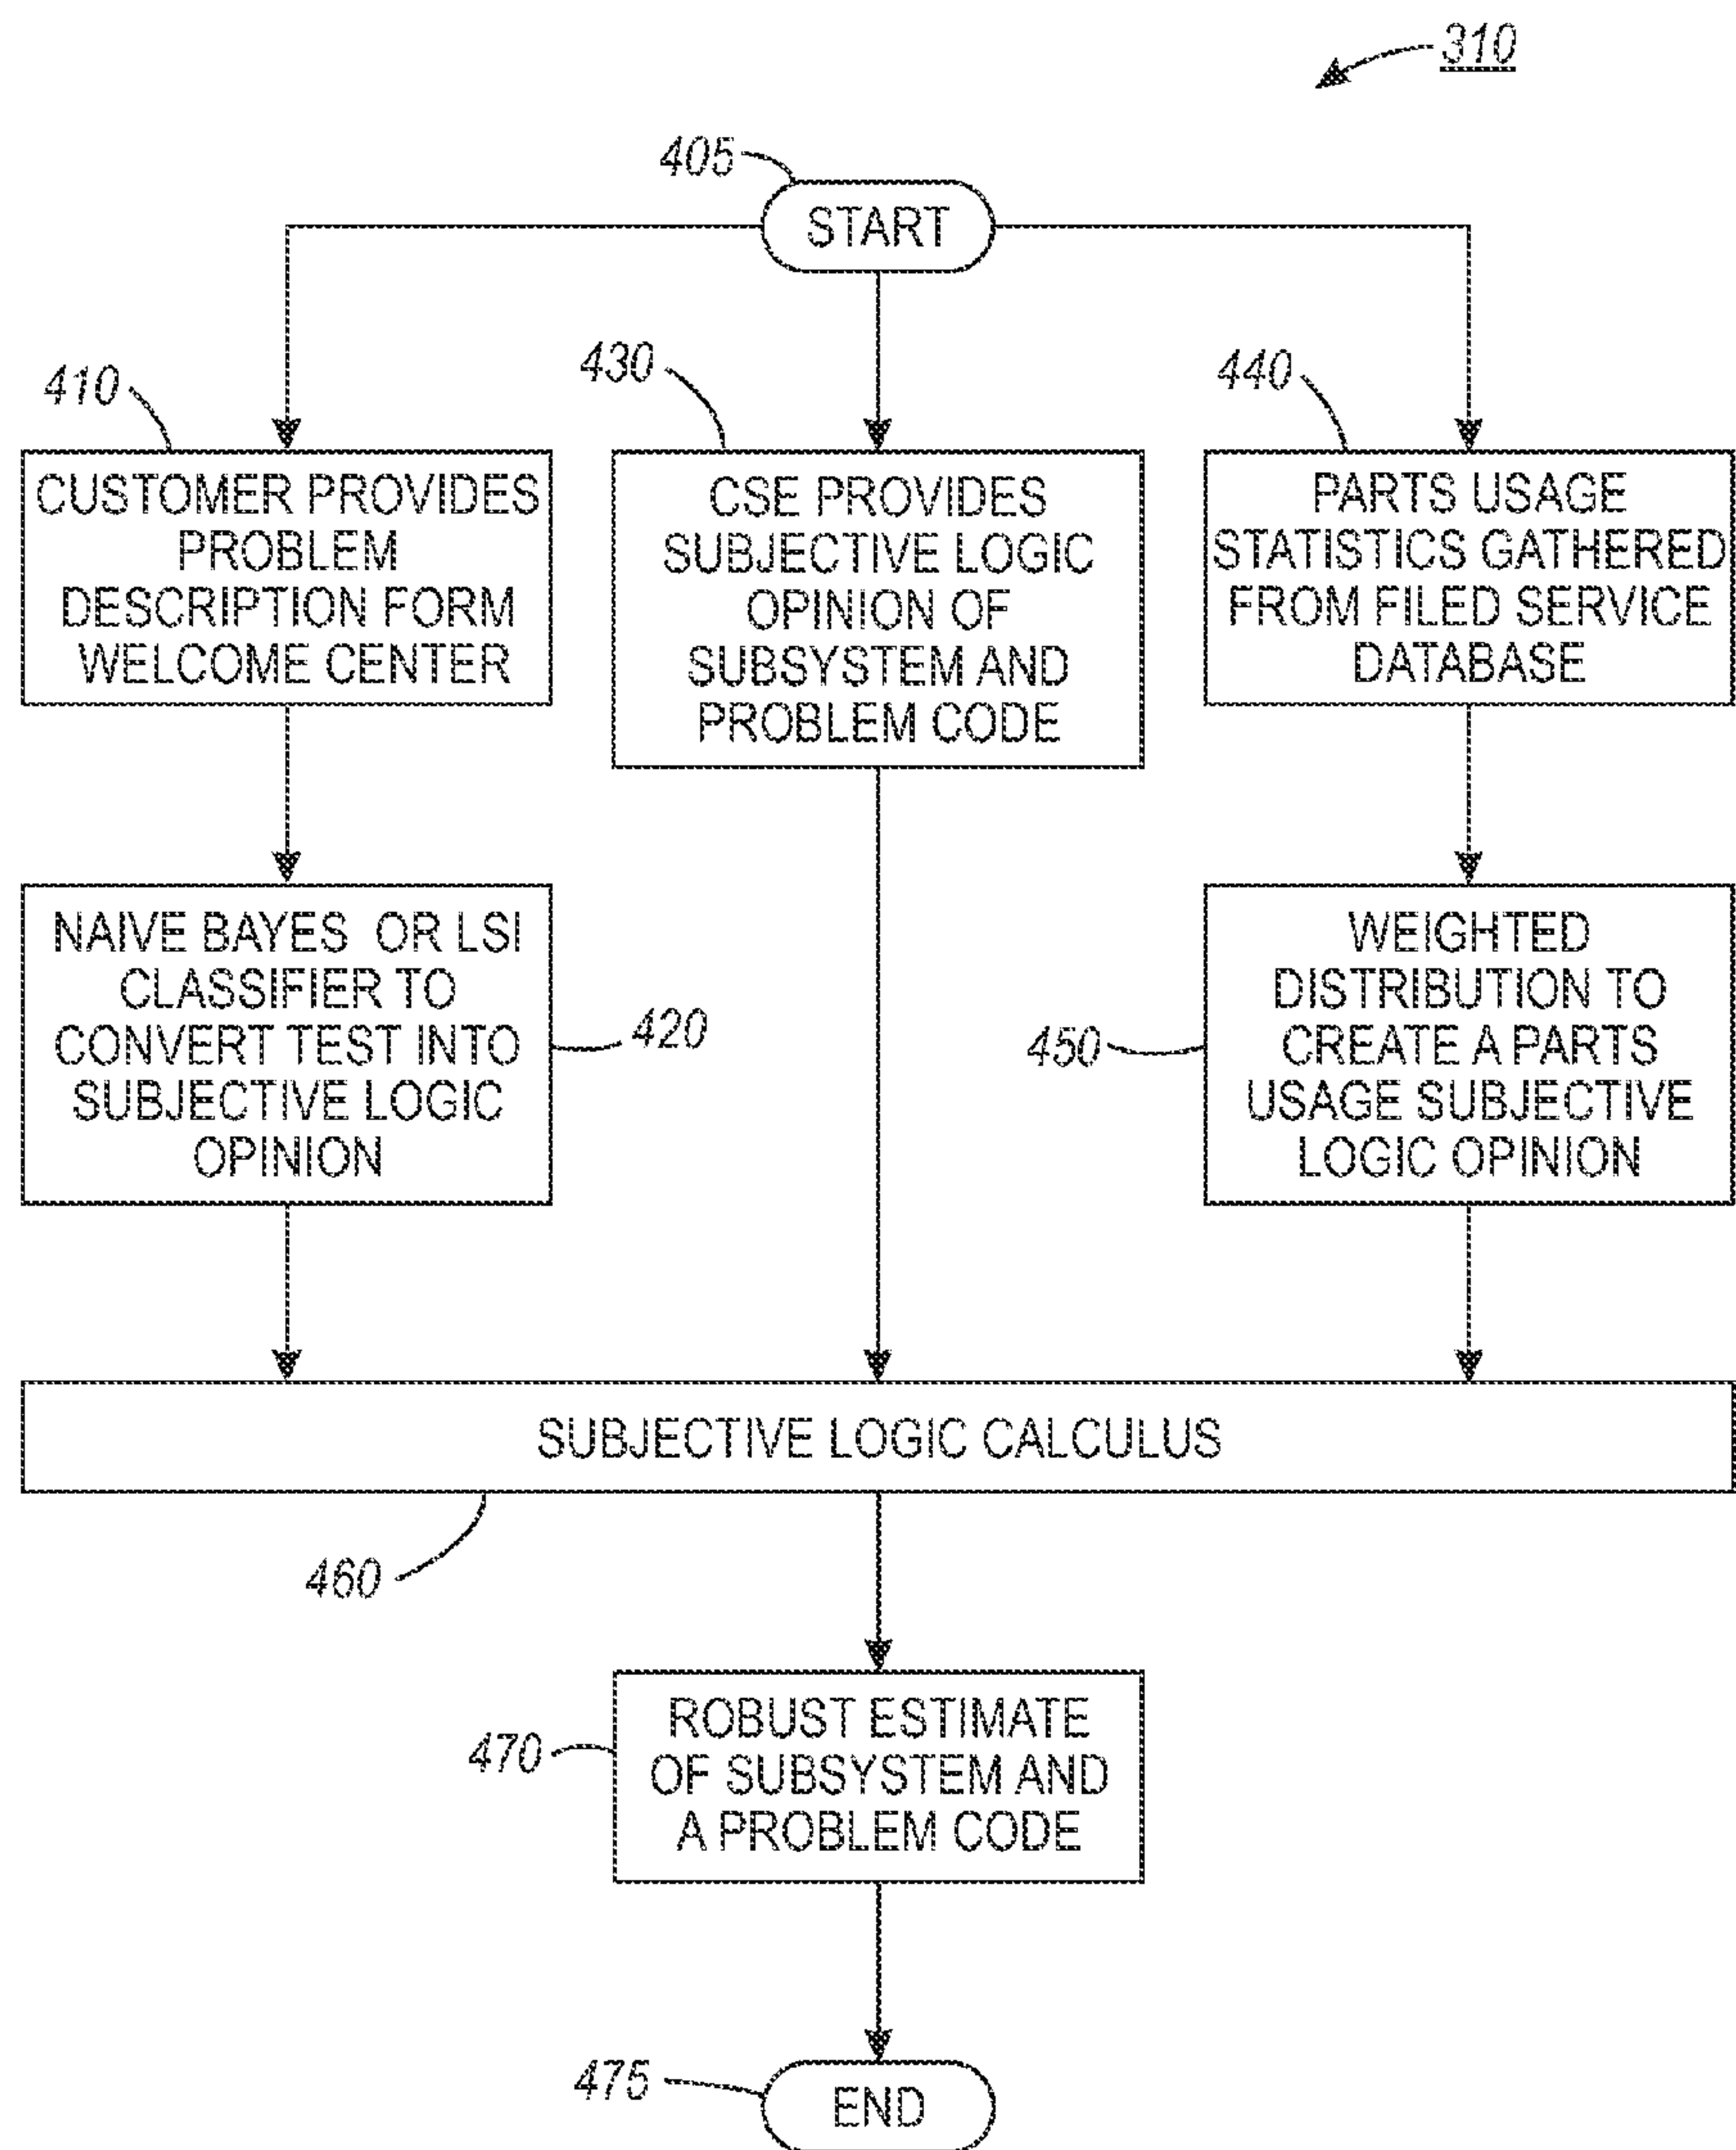 310
405
START
410
430
440
CUSTOMER PROVIDES
PROBLEM
DESCRIPTION FORM
WELCOME CENTER
CSE PROVIDES
SUBJECTIVE LOGIC
OPINION OF
SUBSYSTEM AND
PROBLEM CODE
PARTS USAGE
STATISTICS GATHERED
FROM FILED SERVICE
DATABASE
NAIVE BAYES OR LSI
CLASSIFIER TO
CONVERT TEST INTO
SUBJECTIVE LOGIC
OPINION
420
450
WEIGHTED
DISTRIBUTION TO
CREATE A PARTS
USAGE SUBJECTIVE
LOGIC OPINION
SUBJECTIVE LOGIC CALCULUS
460
470
ROBUST ESTIMATE
OF SUBSYSTEM AND
A PROBLEM CODE
475
END